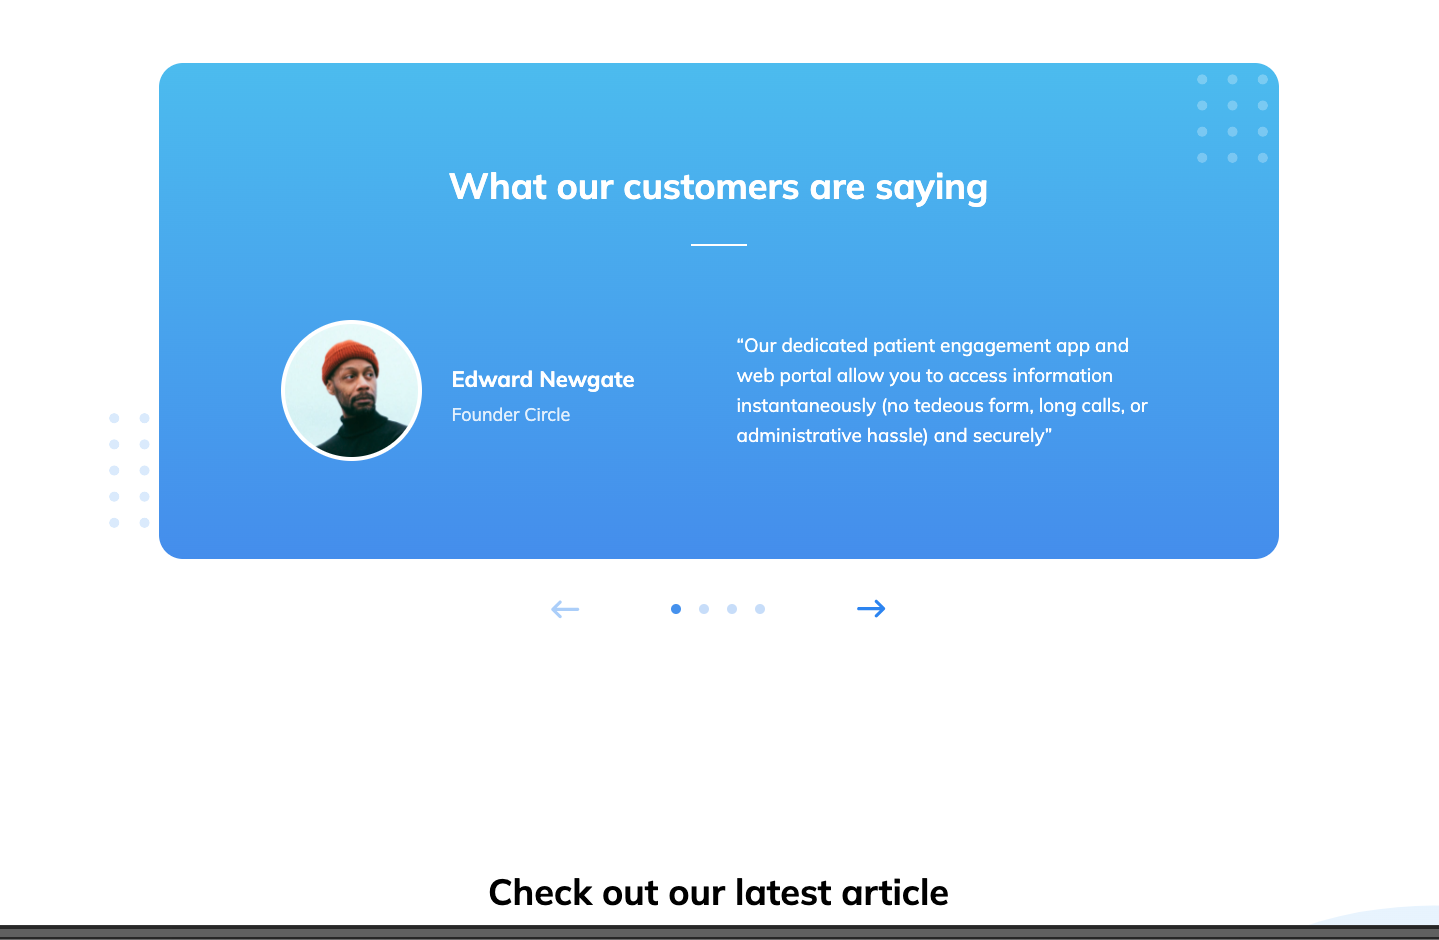 What our customers are saying
Edward Newgate
Founder Circle
“Our dedicated patient engagement app and
web portal allow you to access information
instantaneously (no tedeous form, long calls, or
administrative hassle) and securely”
Check out our latest article